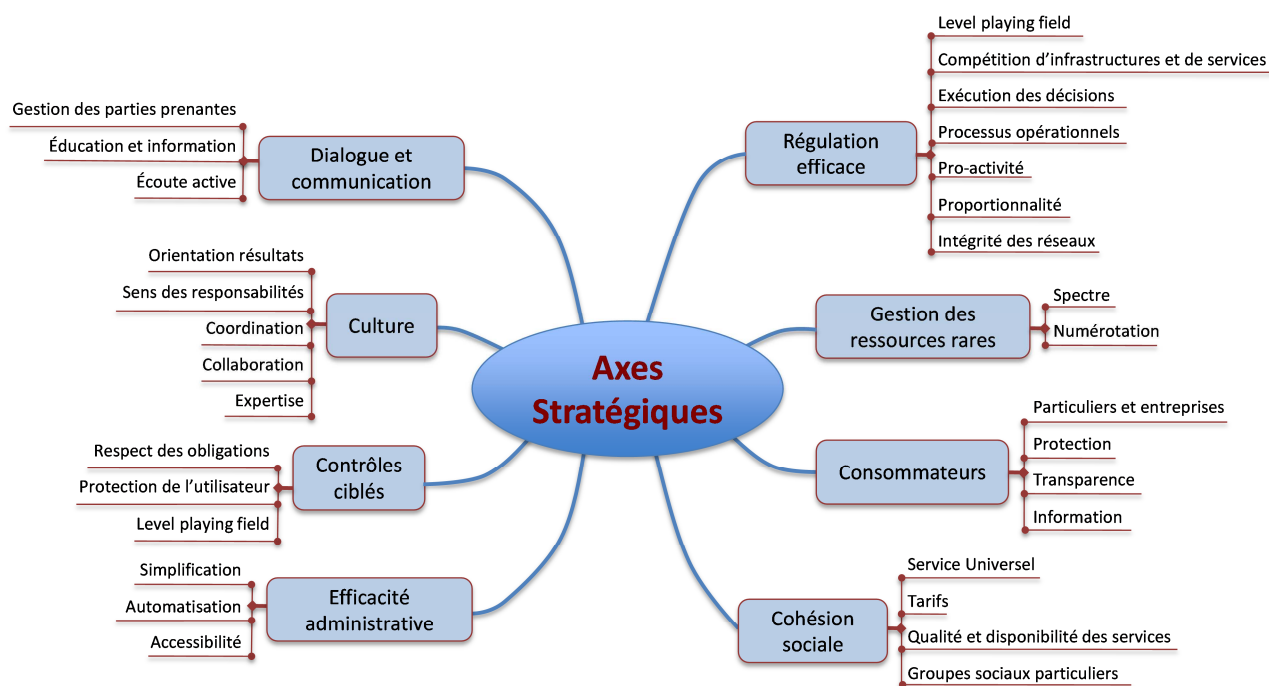 Axes
Stratégiques
Régulation
efficace
Level playing field
Compétition d’infrastructures et de services
Exécution des décisions
Processus opérationnels
Pro-activité
Proportionnalité
Intégrité des réseaux
Gestion des
ressources rares
Spectre
Numérotation
Consommateurs
Particuliers et entreprises
Protection
Transparence
Information
Cohésion
sociale
Service Universel
Tarifs
Qualité et disponibilité des services
Groupes sociaux particuliers
Dialogue et
communication
Gestion des parties prenantes
Éducation et information
Écoute active
Culture
Orientation résultats
Sens des responsabilités
Coordination
Collaboration
Expertise
Contrôles
ciblés
Respect des obligations
Protection de l’utilisateur
Level playing field
Efficacité
administrative
Simplification
Automatisation
Accessibilité